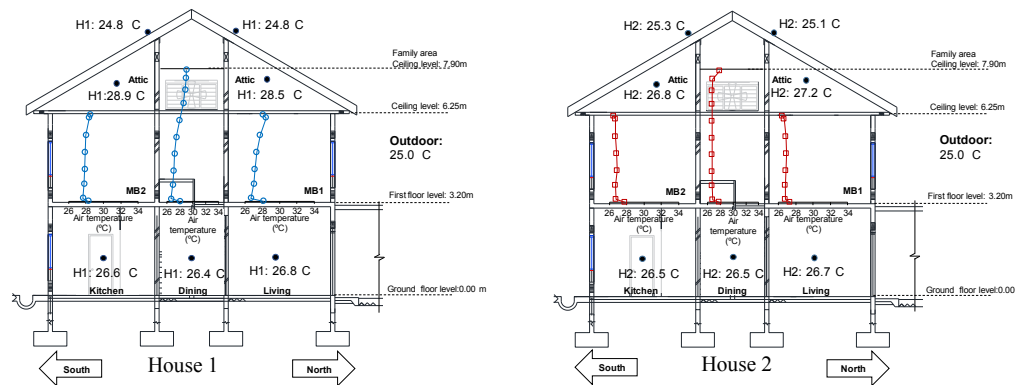 H1: 24.8 C
H1: 24.8 C
Family area
Ceiling level: 7.90m
Attic
H1:28.9 C
Attic
H1: 28.5 C
Ceiling level: 6.25m
Outdoor:
25.0 C
MB2
MB1
First floor level: 3.20m
26 28 30 32 34
26 28 30 32 34
26 28 30 32 34
Air temperature
(ºC)
Air
temperature
(ºC)
Air temperature
(ºC)
H1: 26.6 C
H1: 26.4 C
H1: 26.8 C
Kitchen
Dining
Living
Ground floor level:0.00 m
South
House 1
North
H2: 25.3 C
H2: 25.1 C
Family area
Ceiling level: 7.90m
Attic
H2: 26.8 C
Attic
H2: 27.2 C
Ceiling level: 6.25m
Outdoor:
25.0 C
MB2
MB1
First floor level: 3.20m
26 28 30 32 34
26 28 30 32 34
26 28 30 32 34
Air temperature
(ºC)
Air
temperature
(ºC)
Air temperature
(ºC)
H2: 26.5 C
H2: 26.5 C
H2: 26.7 C
Kitchen
Dining
Living
Ground floor level:0.00
South
House 2
North